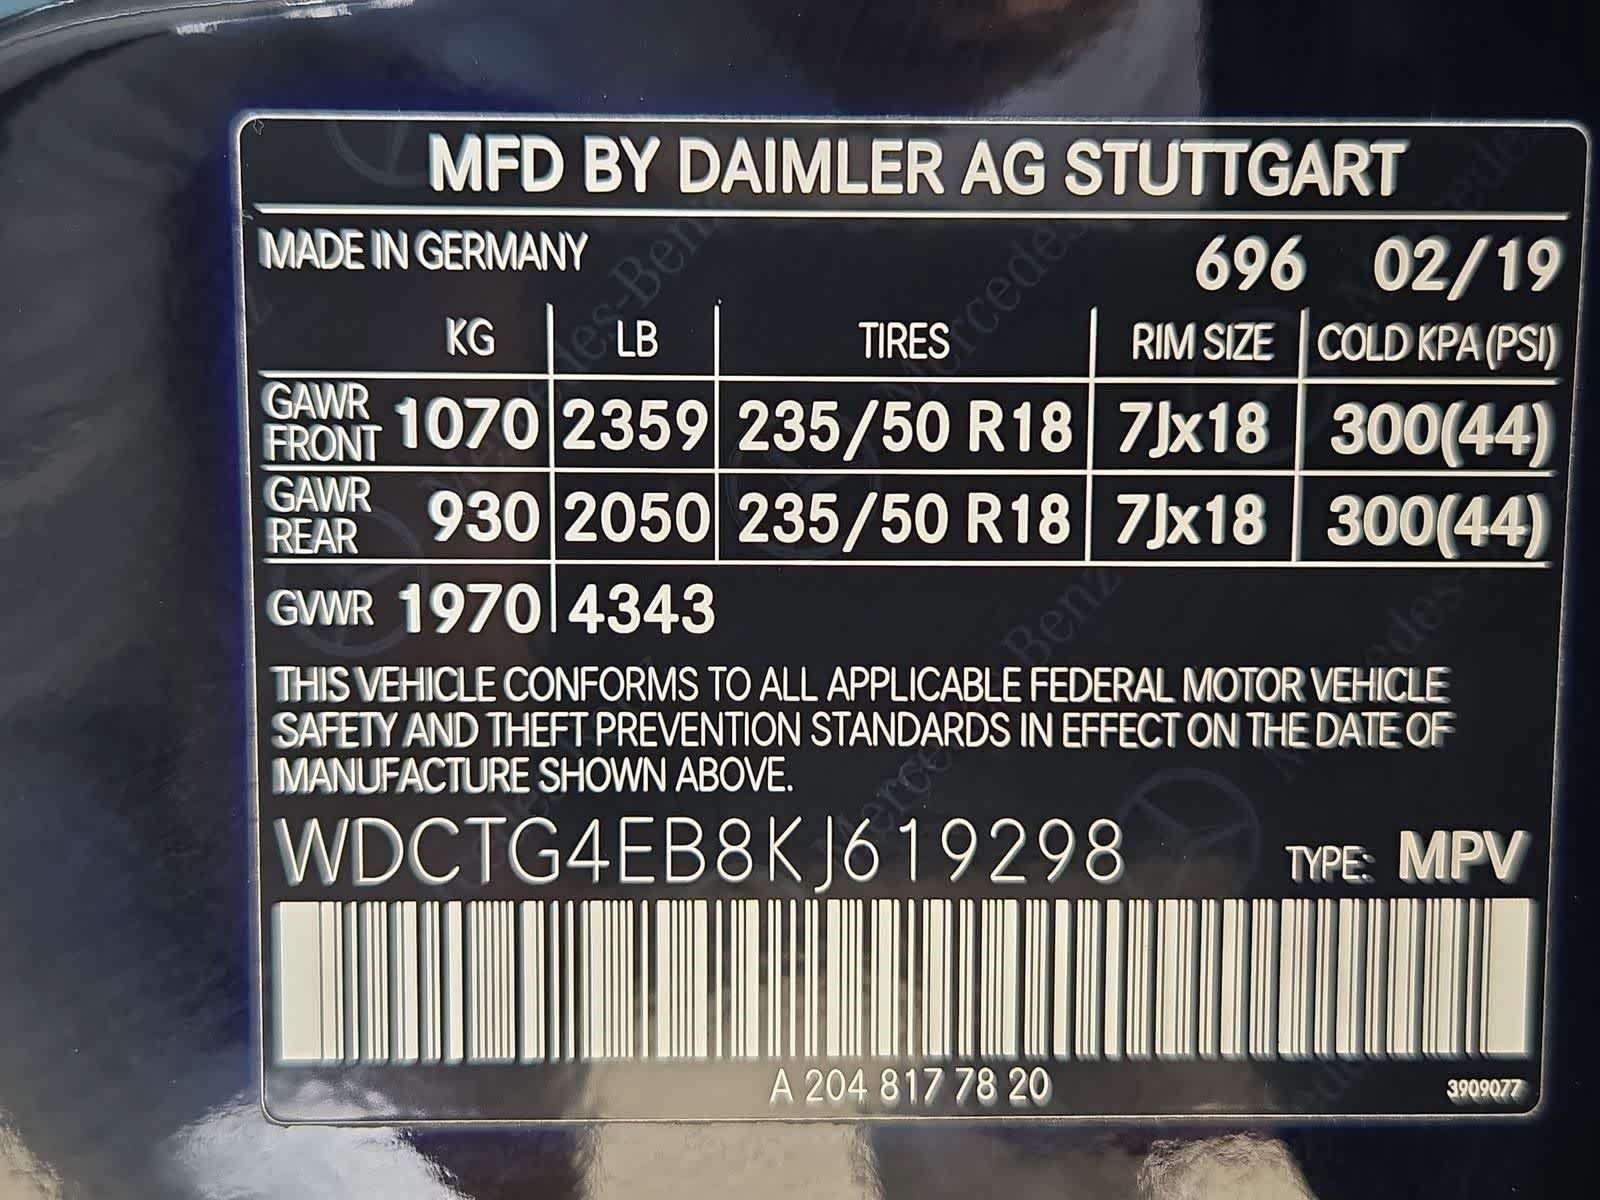 MFD BY DAIMLER AG STUTTGART
MADE IN GERMANY 696 02/19
KG LB TIRES RIM SIZE COLD KPA (PSI)
GAWR FRONT 1070 2359 235/50 R18 7Jx18 300(44)
GAWR REAR 930 2050 235/50 R18 7Jx18 300(44)
GVWR 1970 4343
THIS VEHICLE CONFORMS TO ALL APPLICABLE FEDERAL MOTOR VEHICLE
SAFETY AND THEFT PREVENTION STANDARDS IN EFFECT ON THE DATE OF
MANUFACTURE SHOWN ABOVE.
WDCTG4EB8KJ619298 TYPE: MPV
A 204 817 78 20 3909077